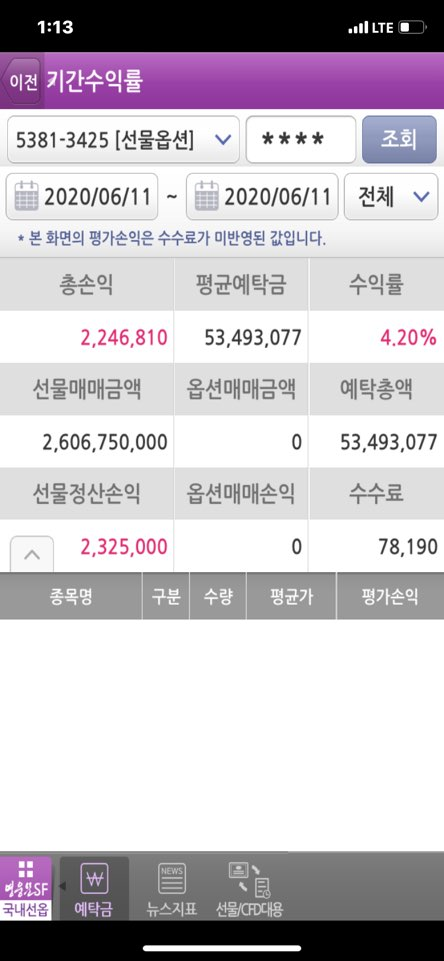 1:13 LTE
이전 기간수익률
5381-3425 [선물옵션] **** 조회
2020/06/11 ~ 2020/06/11 전체
* 본 화면의 평가손익은 수수료가 미반영된 값입니다.
총손익 평균예탁금 수익률
2,246,810 53,493,077 4.20%
선물매매금액 옵션매매금액 예탁총액
2,606,750,000 0 53,493,077
선물정산손익 옵션매매손익 수수료
2,325,000 0 78,190
종목명 구분 수량 평균가 평가손익
NEWS
영웅문SF
국내선옵 예탁금 뉴스지표 선물/CFD대용